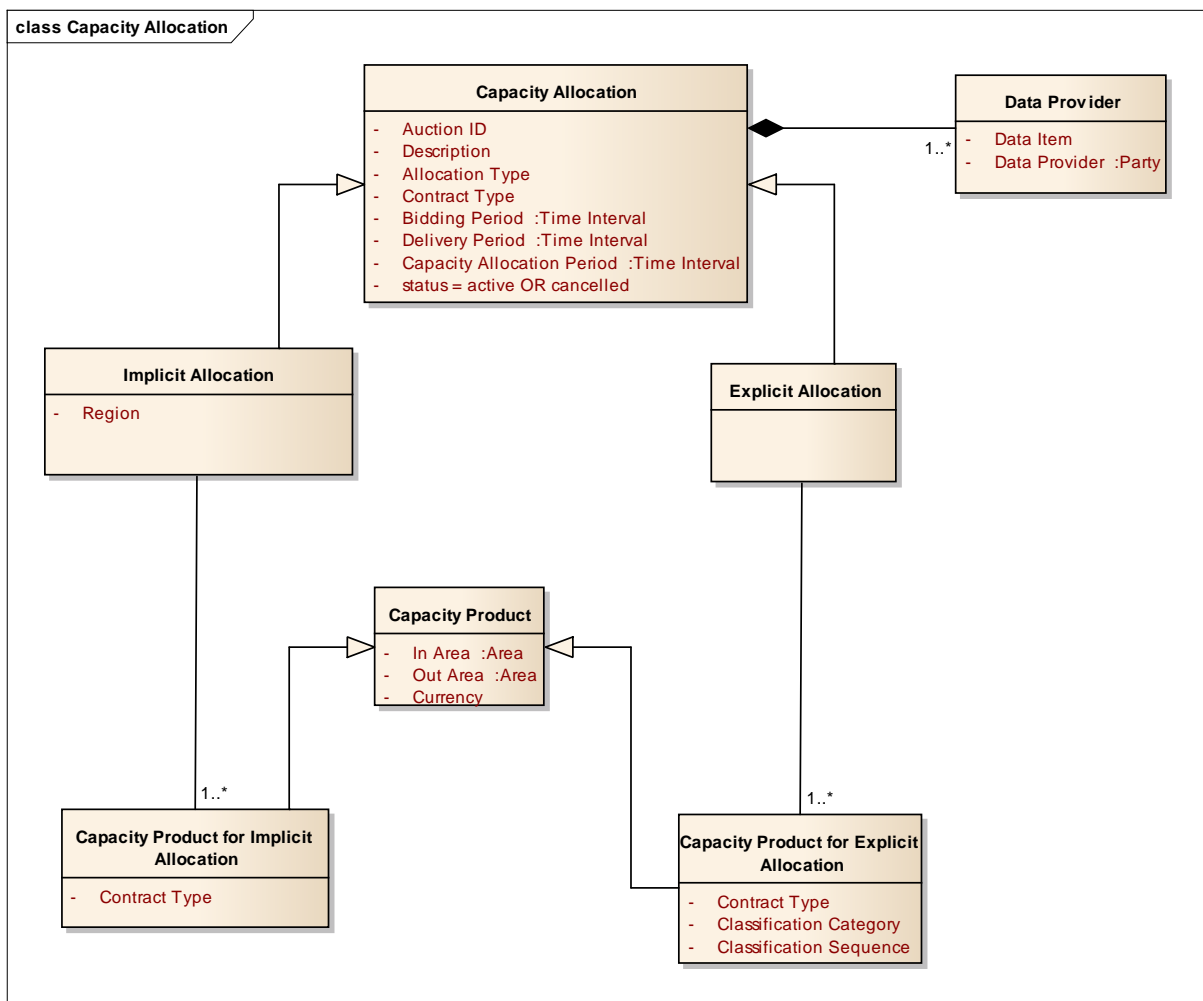 class Capacity Allocation
Capacity Allocation
- Auction ID
- Description
- Allocation Type
- Contract Type
- Bidding Period :Time Interval
- Delivery Period :Time Interval
- Capacity Allocation Period :Time Interval
- status = active OR cancelled
Data Provider
- Data Item
- Data Provider :Party
1..*
Implicit Allocation
- Region
Explicit Allocation
Capacity Product
- In Area :Area
- Out Area :Area
- Currency
1..*
1..*
Capacity Product for Implicit
Allocation
- Contract Type
Capacity Product for Explicit
Allocation
- Contract Type
- Classification Category
- Classification Sequence